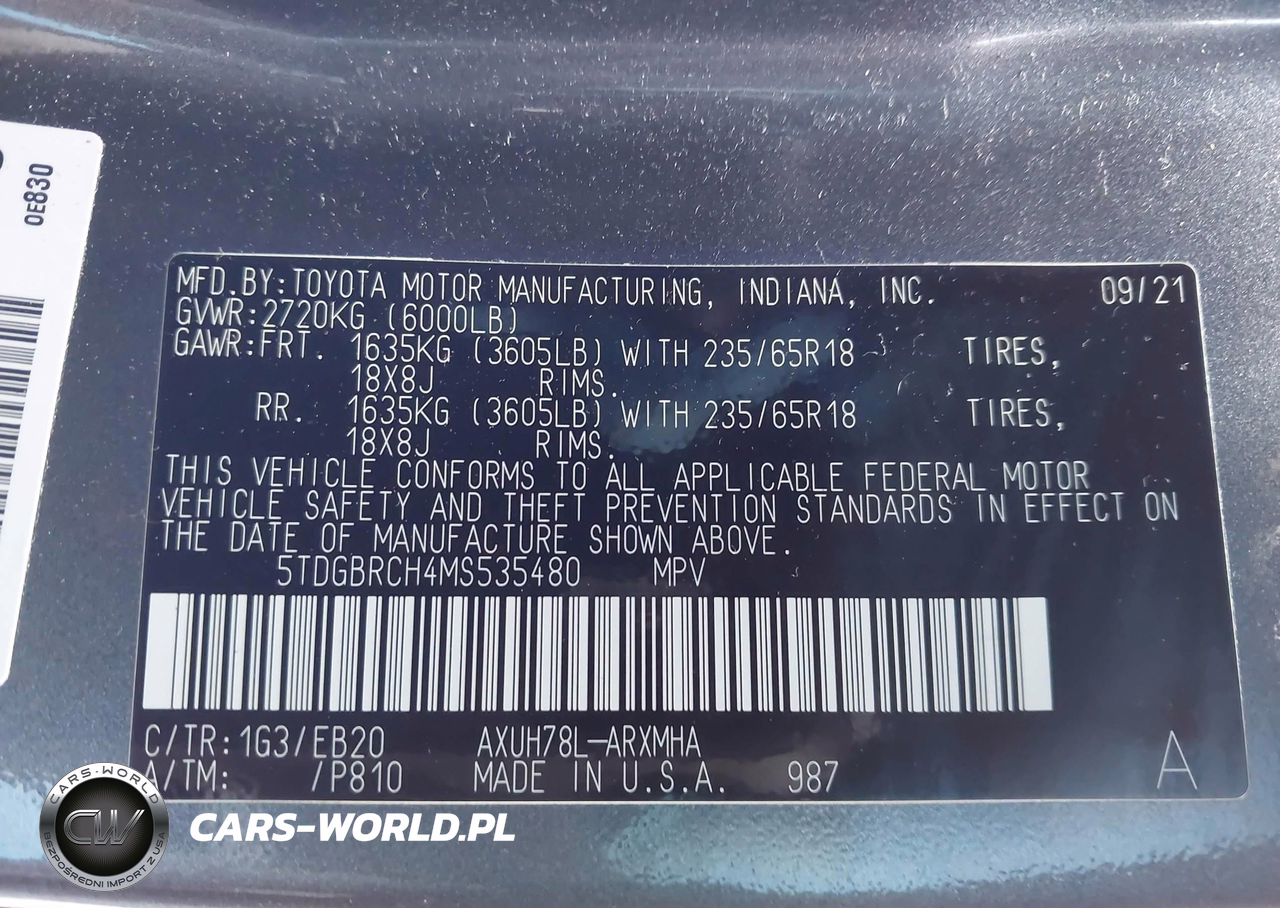 0E830
MFD.BY:TOYOTA MOTOR MANUFACTURING, INDIANA, INC. 09/21
GVWR:2720KG (6000LB)
GAWR:FRT. 1635KG (3605LB) WITH 235/65R18 TIRES,
18X8J RIMS.
RR. 1635KG (3605LB) WITH 235/65R18 TIRES,
18X8J RIMS.
THIS VEHICLE CONFORMS TO ALL APPLICABLE FEDERAL MOTOR
VEHICLE SAFETY AND THEFT PREVENTION STANDARDS IN EFFECT ON
THE DATE OF MANUFACTURE SHOWN ABOVE.
5TDGBRCH4MS535480 MPV
C/TR:1G3/EB20 AXUH78L-ARXMHA
A/TM: /P810 MADE IN U.S.A. 987 A
CARS-WORLD
CW
BEZPOŚREDNI IMPORT Z USA
CARS-WORLD.PL